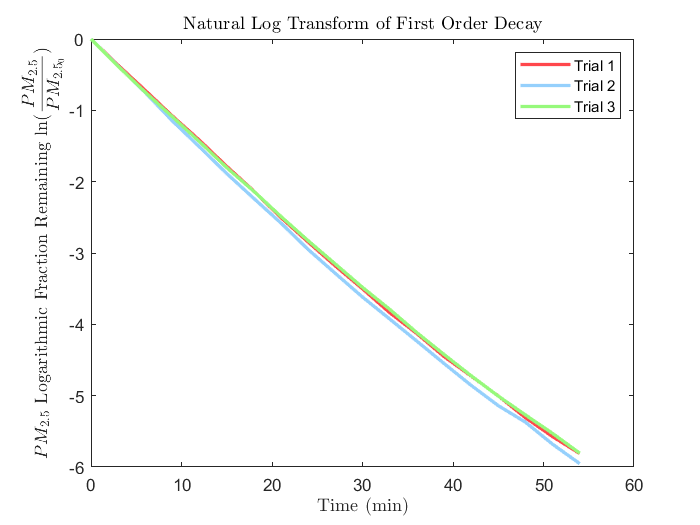 Natural Log Transform of First Order Decay
PM₂.₅ Logarithmic Fraction Remaining ln(PM₂.₅/PM₂.₅₀)
Trial 1
Trial 2
Trial 3
0
-1
-2
-3
-4
-5
-6
0 10 20 30 40 50 60
Time (min)